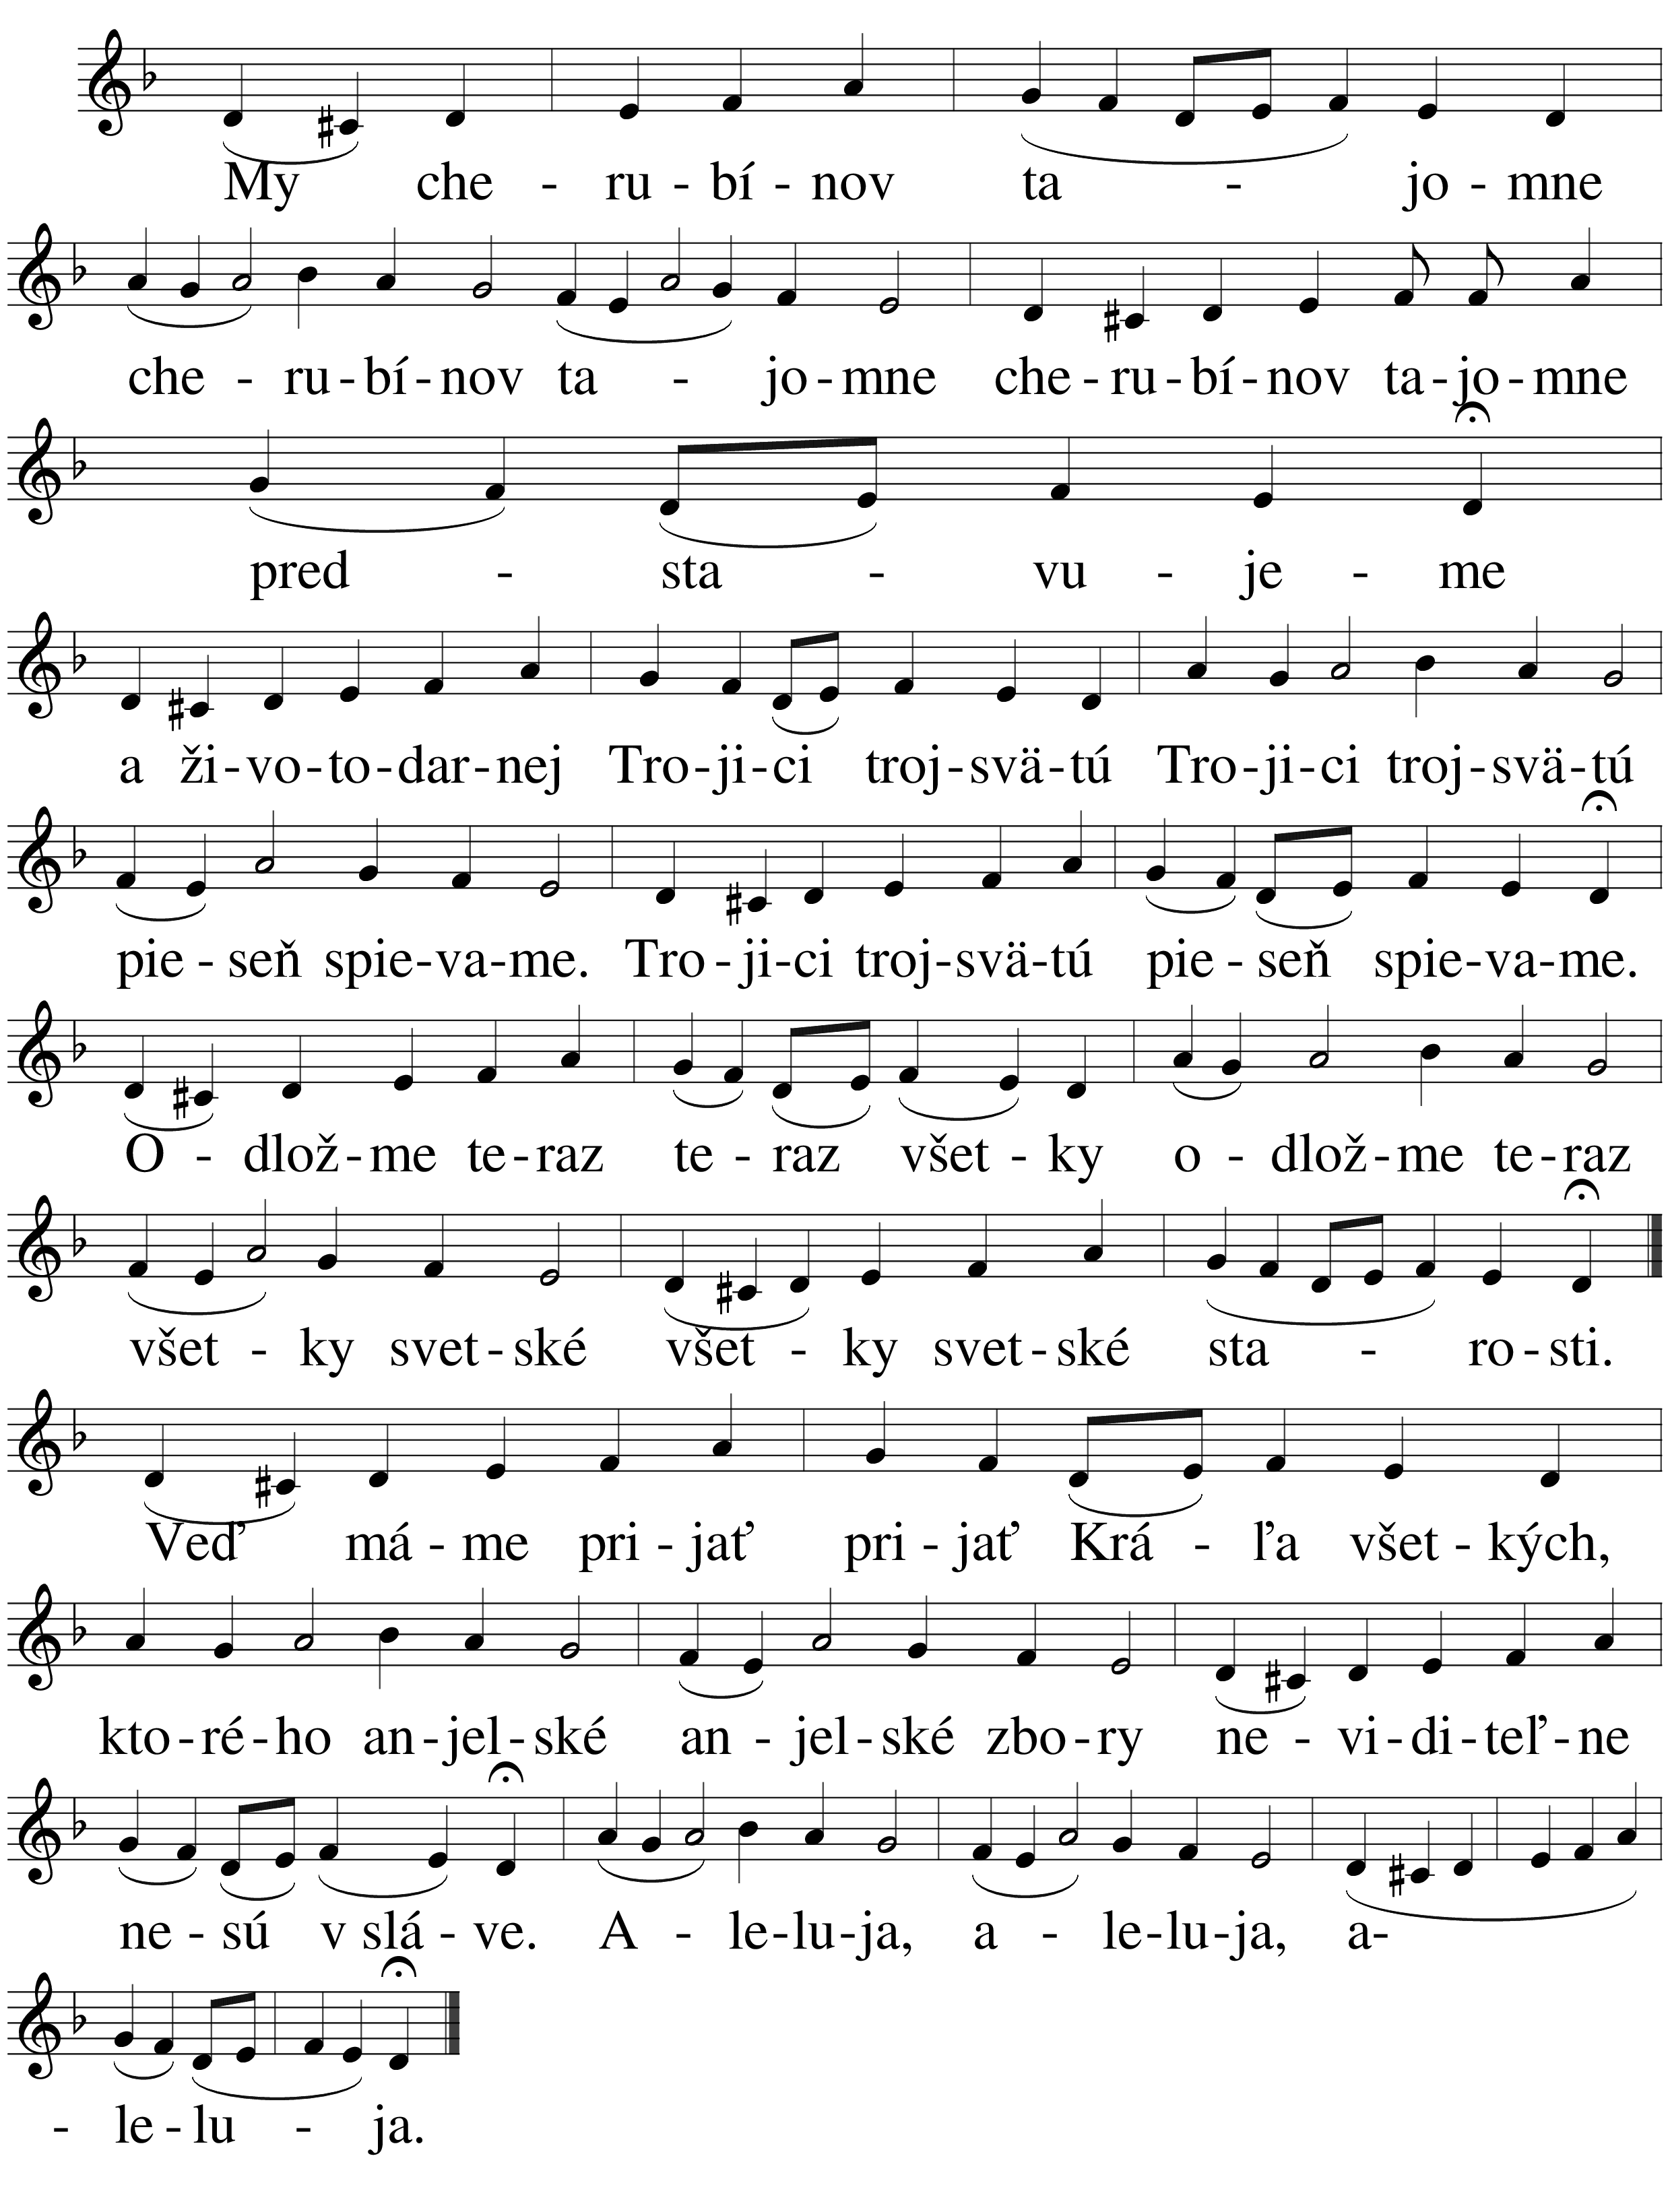 My che - ru - bí - nov ta - jo - mne
che - ru - bí - nov ta - jo - mne che - ru - bí - nov ta - jo - mne
pred - sta - vu - je - me
a ži - vo - to - dar - nej Tro - ji - ci troj - svä - tú Tro - ji - ci troj - svä - tú
pie - seň spie - va - me. Tro - ji - ci troj - svä - tú pie - seň spie - va - me.
O - dlož - me te - raz te - raz všet - ky o - dlož - me te - raz
všet - ky svet - ské všet - ky svet - ské sta - ro - sti.
Veď má - me pri - jať pri - jať Krá - ľa všet - kých,
kto - ré - ho an - jel - ské an - jel - ské zbo - ry ne - vi - di - teľ - ne
ne - sú v slá - ve. A - le - lu - ja, a - le - lu - ja, a-
- le - lu - ja.